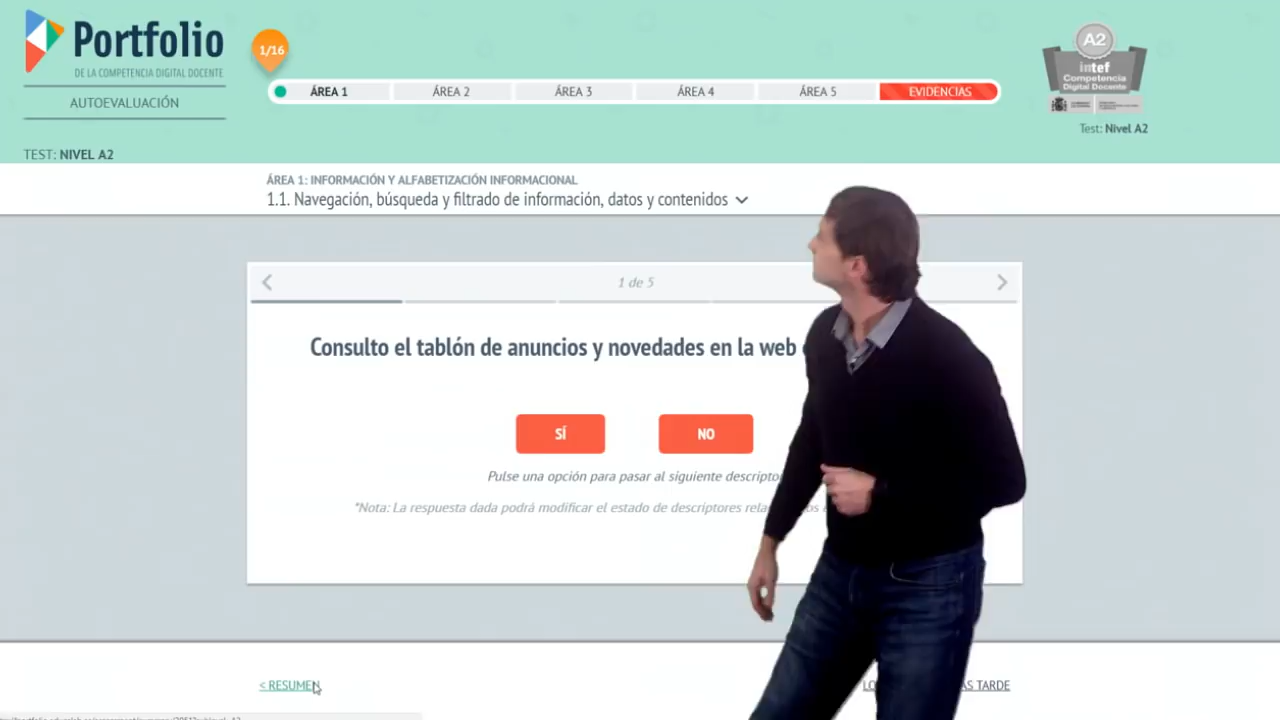 Portfolio
DE LA COMPETENCIA DIGITAL DOCENTE
AUTOEVALUACIÓN
TEST: NIVEL A2
1/16
ÁREA 1
ÁREA 2
ÁREA 3
ÁREA 4
ÁREA 5
EVIDENCIAS
A2
intef
Competencia
Digital Docente
Test: Nivel A2
ÁREA 1: INFORMACIÓN Y ALFABETIZACIÓN INFORMACIONAL
1.1. Navegación, búsqueda y filtrado de información, datos y contenidos
1 de 5
Consulto el tablón de anuncios y novedades en la web
SÍ
NO
Pulse una opción para pasar al siguiente
*Nota: La respuesta dada podrá modificar el estado de descriptores
< RESUMEN
TARDE